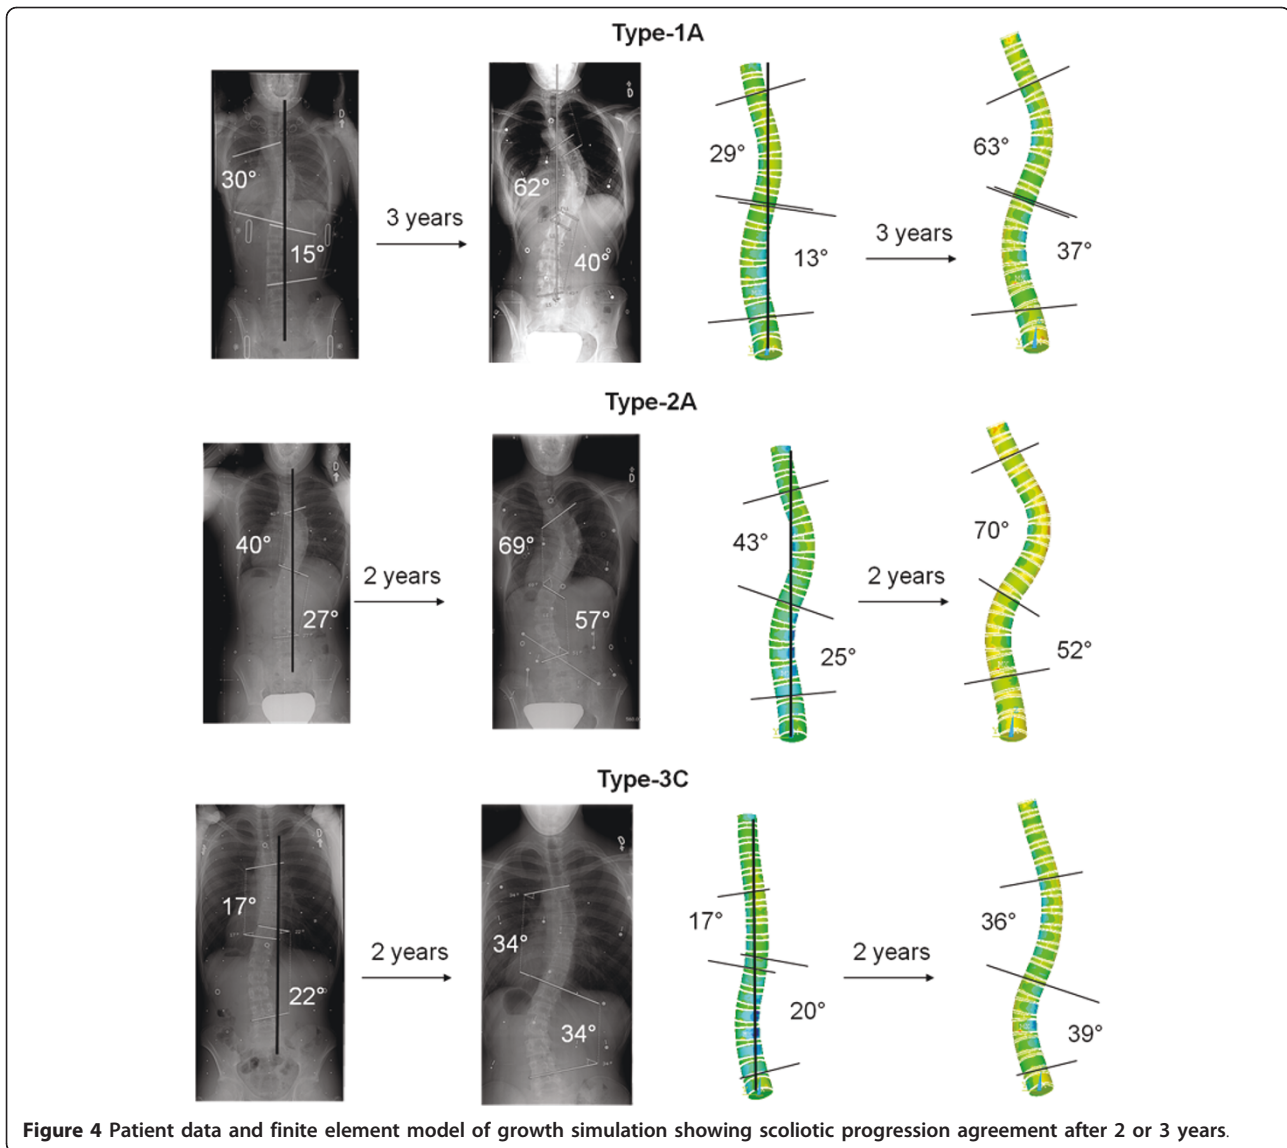 Type-1A
30°
15°
3 years
62°
40°
29°
13°
3 years
63°
37°
D
D
Type-2A
40°
27°
2 years
69°
57°
43°
25°
2 years
70°
52°
D
D
Type-3C
17°
22°
2 years
34°
34°
17°
20°
2 years
36°
39°
D
D
Figure 4 Patient data and finite element model of growth simulation showing scoliotic progression agreement after 2 or 3 years.